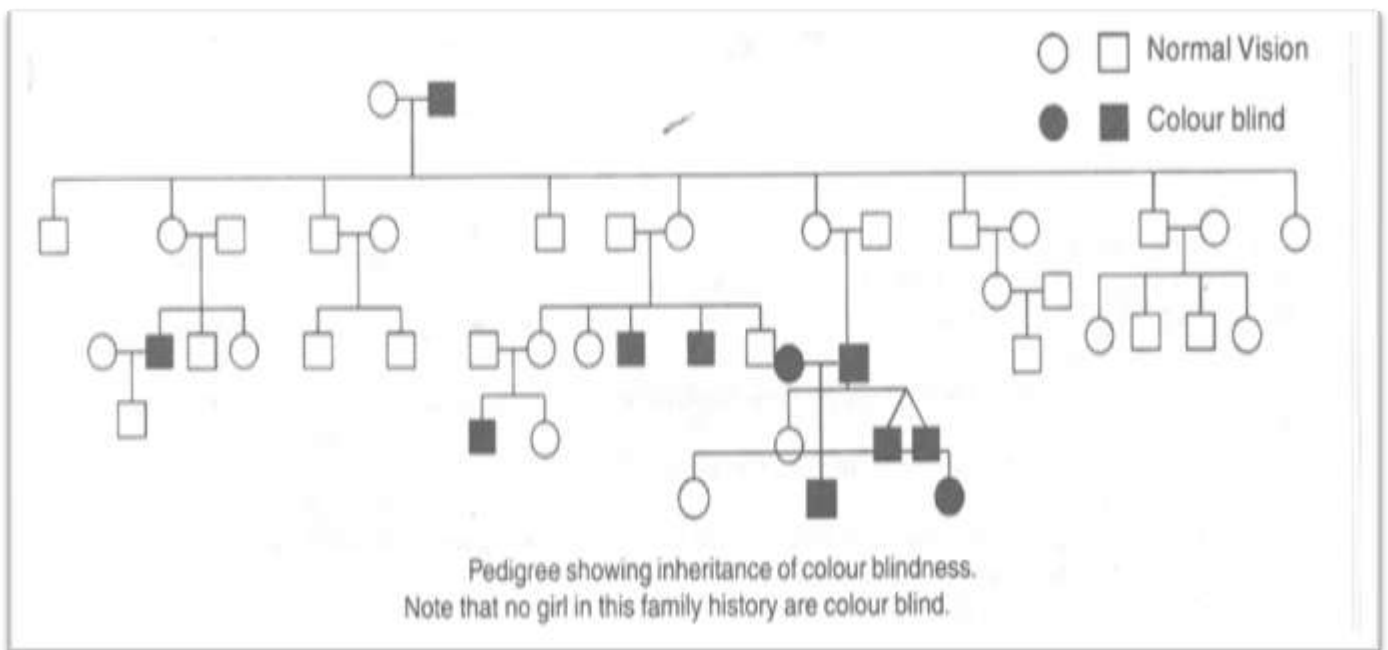 Normal Vision
Colour blind
Pedigree showing inheritance of colour blindness.
Note that no girl in this family history are colour blind.